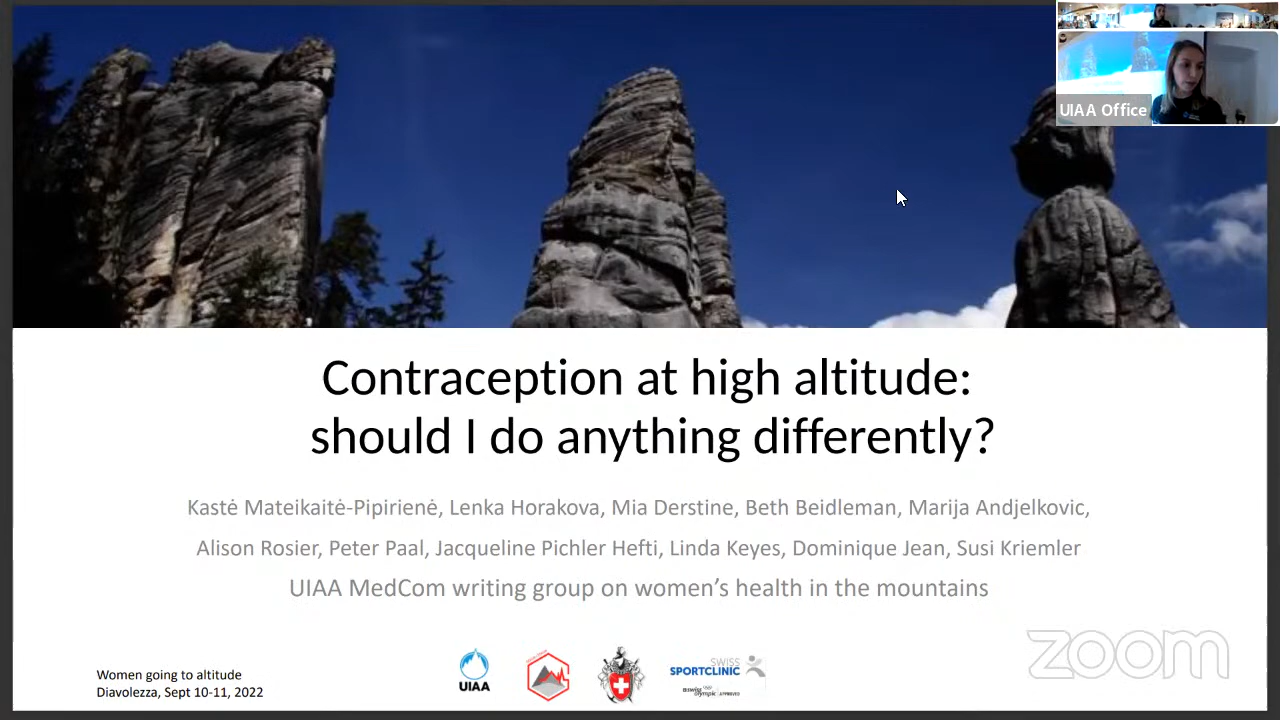 UIAA Office
Contraception at high altitude:
should I do anything differently?
Kastė Mateikaitė-Pipirienė, Lenka Horakova, Mia Derstine, Beth Beidleman, Marija Andjelkovic,
Alison Rosier, Peter Paal, Jacqueline Pichler Hefti, Linda Keyes, Dominique Jean, Susi Kriemler
UIAA MedCom writing group on women’s health in the mountains
Women going to altitude
Diavolezza, Sept 10-11, 2022
UIAA
SWISS
SPORTCLINIC
zoom